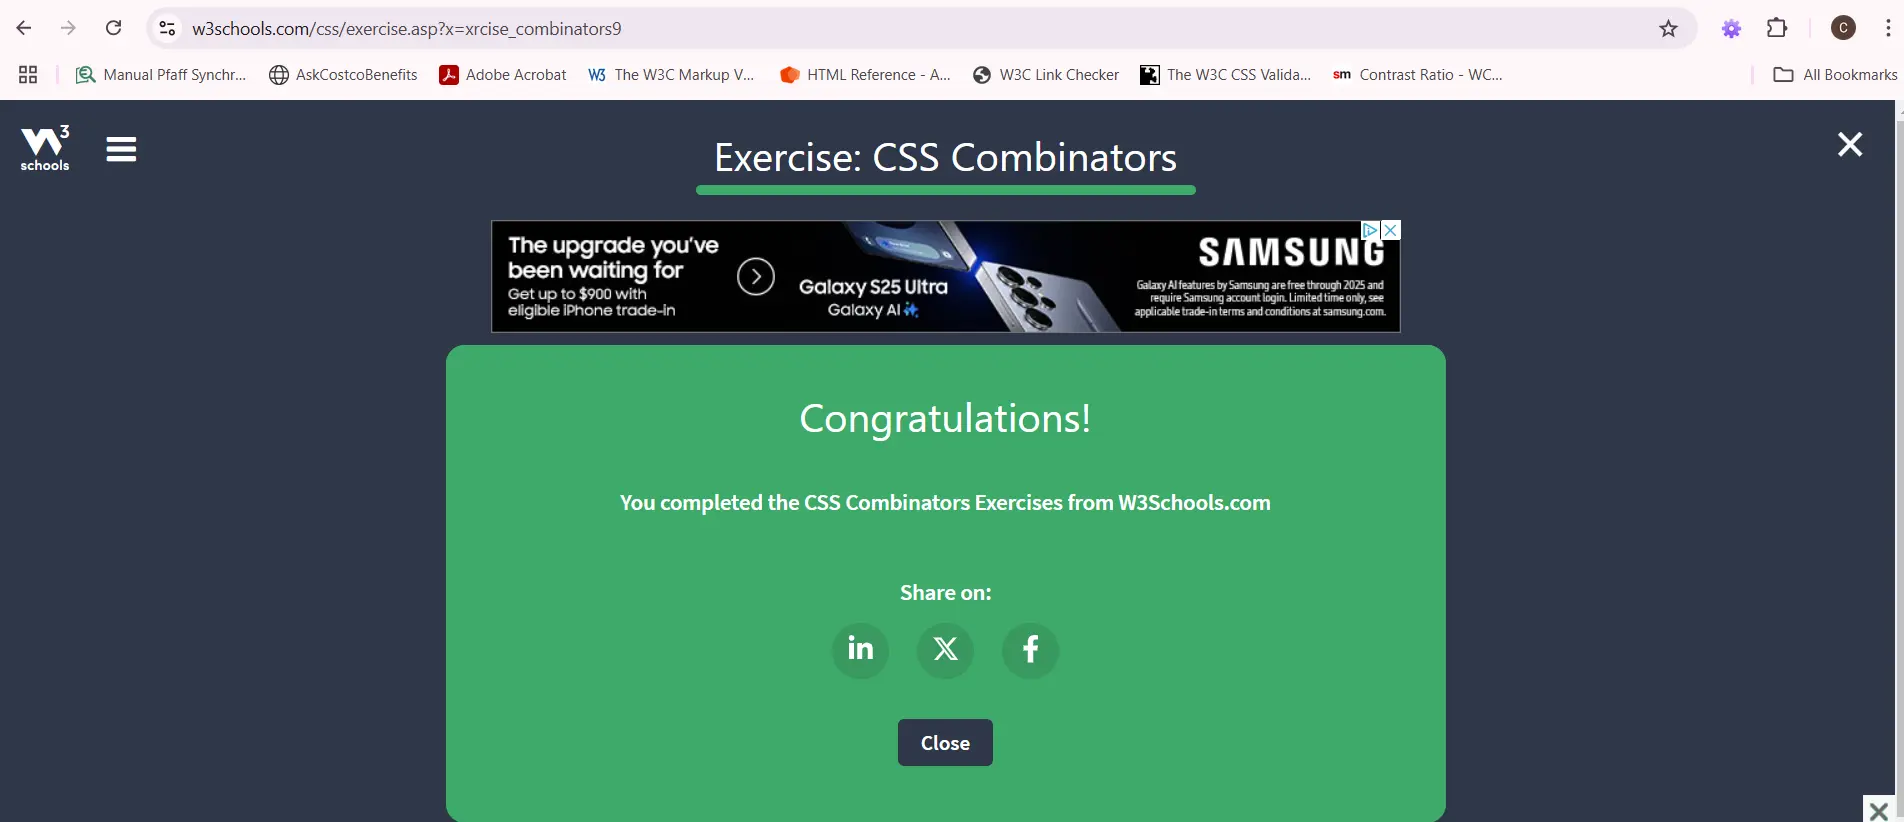 w3schools.com/css/exercise.asp?x=xrcise_combinators9
C
Manual Pfaff Synchr...
AskCostcoBenefits
Adobe Acrobat
W3 The W3C Markup V...
HTML Reference - A...
W3C Link Checker
The W3C CSS Valida...
sm Contrast Ratio - WC...
All Bookmarks
W3
schools
Exercise: CSS Combinators
The upgrade you've
been waiting for
Get up to $900 with
eligible iPhone trade-in
Galaxy S25 Ultra
Galaxy AI
SAMSUNG
Galaxy AI features by Samsung are free through 2025 and
require Samsung account login. Limited time only, see
applicable trade-in terms and conditions at samsung.com.
Congratulations!
You completed the CSS Combinators Exercises from W3Schools.com
Share on:
in X f
Close